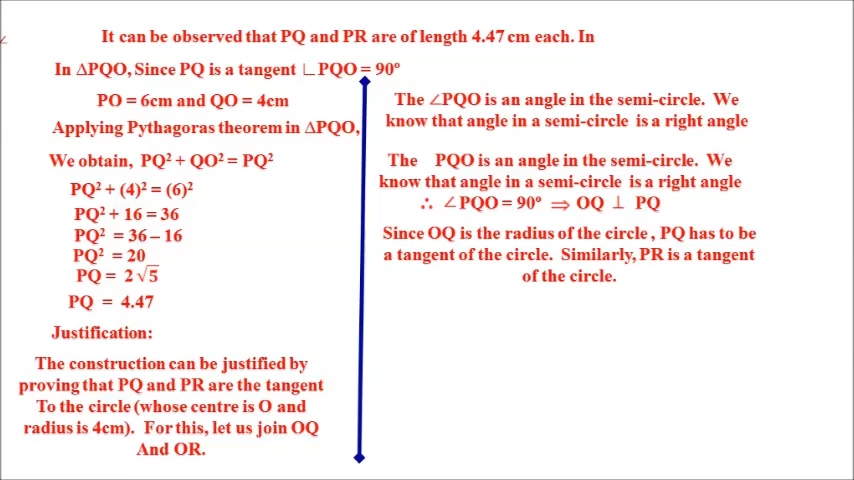 It can be observed that PQ and PR are of length 4.47 cm each. In
In ΔPQO, Since PQ is a tangent ∟PQO = 90º
PO = 6cm and QO = 4cm
Applying Pythagoras theorem in ΔPQO,
We obtain, PQ² + QO² = PQ²
PQ² + (4)² = (6)²
PQ² + 16 = 36
PQ² = 36 – 16
PQ² = 20
PQ = 2 √5
PQ = 4.47
Justification:
The construction can be justified by
proving that PQ and PR are the tangent
To the circle (whose centre is O and
radius is 4cm). For this, let us join OQ
And OR.
The ∠PQO is an angle in the semi-circle. We
know that angle in a semi-circle is a right angle
The PQO is an angle in the semi-circle. We
know that angle in a semi-circle is a right angle
∴ ∠PQO = 90º ⇒ OQ ⊥ PQ
Since OQ is the radius of the circle , PQ has to be
a tangent of the circle. Similarly, PR is a tangent
of the circle.